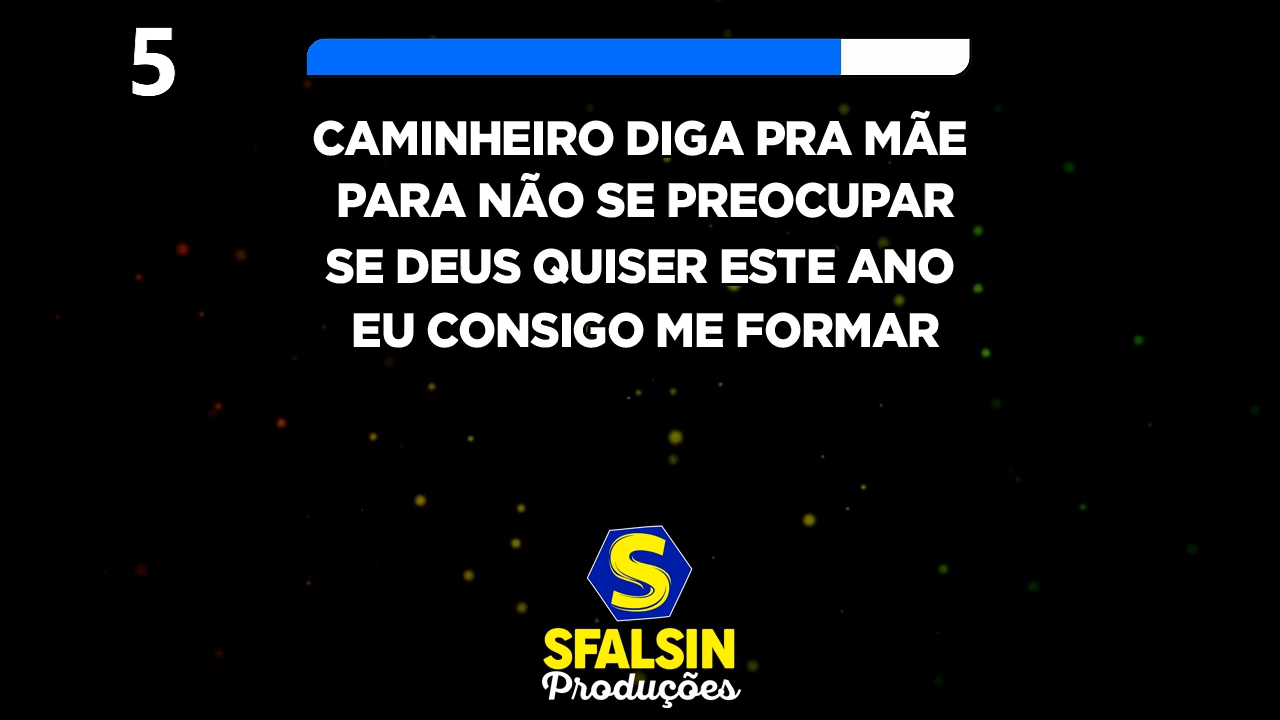 5
CAMINHEIRO DIGA PRA MÃE
PARA NÃO SE PREOCUPAR
SE DEUS QUISER ESTE ANO
EU CONSIGO ME FORMAR
S
SFALSIN
Produções